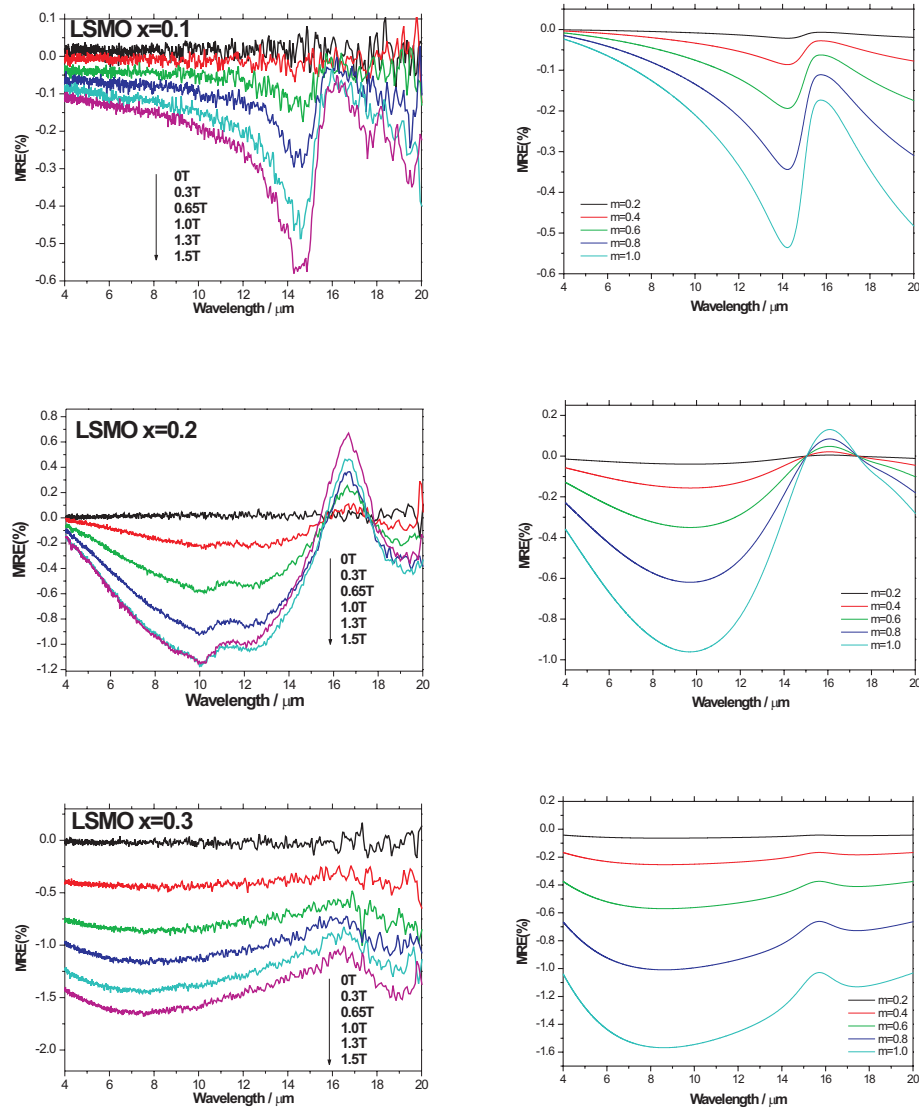 LSMO x=0.1
0.1
0.0
-0.1
-0.2
-0.3
-0.4
-0.5
-0.6
MRE(%)
0T
0.3T
0.65T
1.0T
1.3T
1.5T
4 6 8 10 12 14 16 18 20
Wavelength / μm
0.0
-0.1
-0.2
-0.3
-0.4
-0.5
-0.6
MRE(%)
m=0.2
m=0.4
m=0.6
m=0.8
m=1.0
4 6 8 10 12 14 16 18 20
Wavelength / μm
LSMO x=0.2
0.8
0.6
0.4
0.2
0.0
-0.2
-0.4
-0.6
-0.8
-1.0
-1.2
MRE(%)
0T
0.3T
0.65T
1.0T
1.3T
1.5T
4 6 8 10 12 14 16 18 20
Wavelength / μm
0.2
0.0
-0.2
-0.4
-0.6
-0.8
-1.0
MRE(%)
m=0.2
m=0.4
m=0.6
m=0.8
m=1.0
4 6 8 10 12 14 16 18 20
Wavelength / μm
LSMO x=0.3
0.0
-0.5
-1.0
-1.5
-2.0
MRE(%)
0T
0.3T
0.65T
1.0T
1.3T
1.5T
4 6 8 10 12 14 16 18 20
Wavelength / μm
0.2
0.0
-0.2
-0.4
-0.6
-0.8
-1.0
-1.2
-1.4
-1.6
MRE(%)
m=0.2
m=0.4
m=0.6
m=0.8
m=1.0
4 6 8 10 12 14 16 18 20
Wavelength / μm